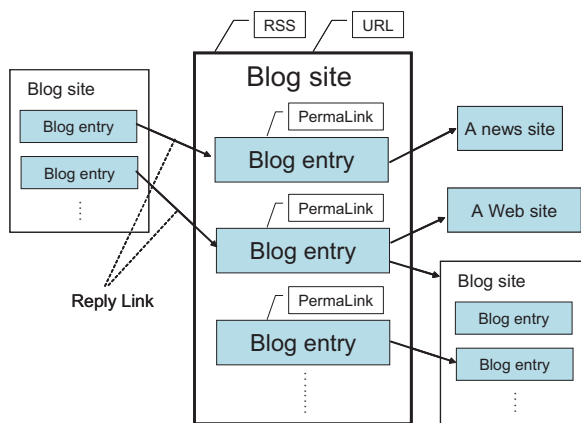 RSS
URL
Blog site
Blog entry
Blog entry
Reply Link
Blog site
PermaLink
Blog entry
PermaLink
Blog entry
PermaLink
Blog entry
A news site
A Web site
Blog site
Blog entry
Blog entry